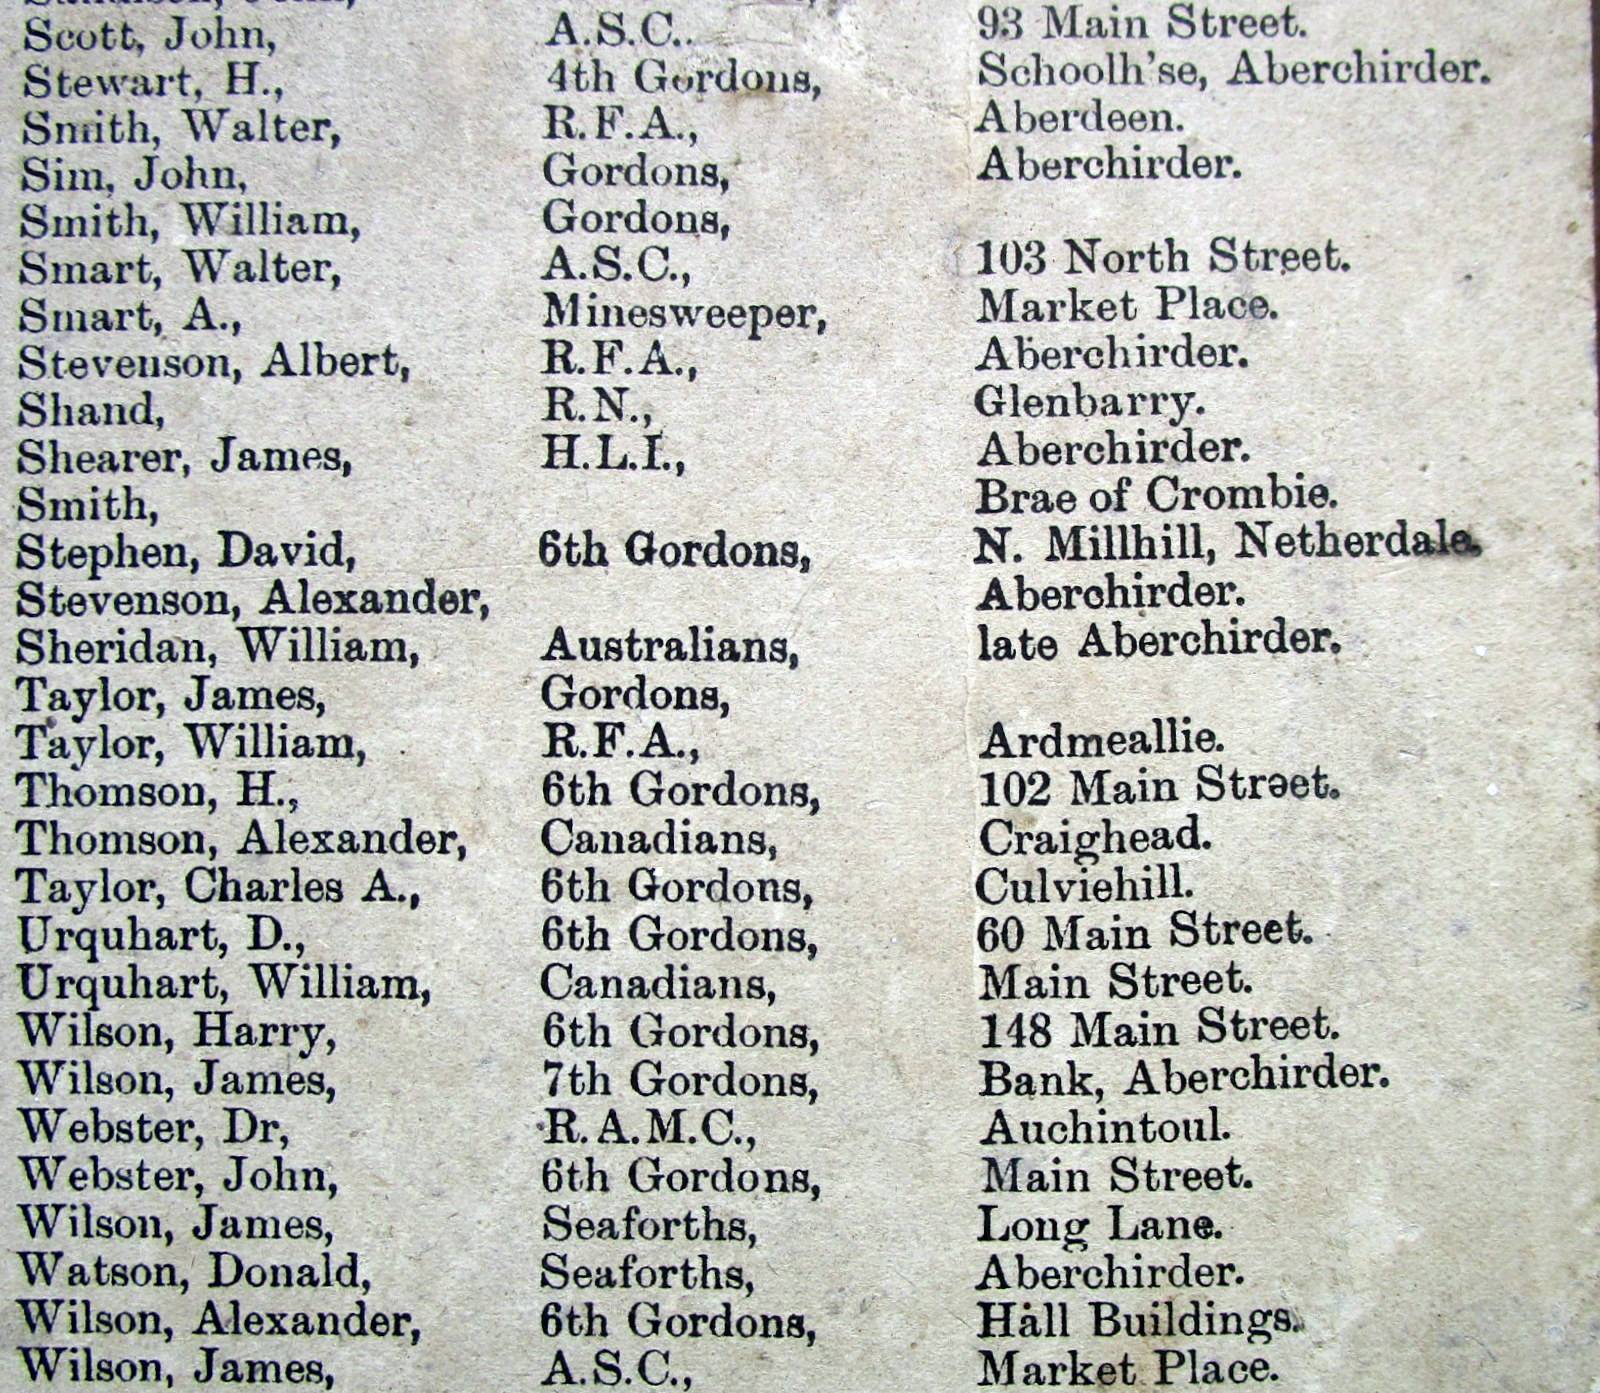 Scott, John, A.S.C.. 93 Main Street.
Stewart, H., 4th Gordons, Schoolh'se, Aberchirder.
Smith, Walter, R.F.A., Aberdeen.
Sim, John, Gordons, Aberchirder.
Smith, William, Gordons,
Smart, Walter, A.S.C., 103 North Street.
Smart, A., Minesweeper, Market Place.
Stevenson, Albert, R.F.A., Aberchirder.
Shand, R.N., Glenbarry.
Shearer, James, H.L.I., Aberchirder.
Smith, Brae of Crombie.
Stephen, David, 6th Gordons, N. Millhill, Netherdale.
Stevenson, Alexander, Aberchirder.
Sheridan, William, Australians, late Aberchirder.
Taylor, James, Gordons,
Taylor, William, R.F.A., Ardmeallie.
Thomson, H., 6th Gordons, 102 Main Street.
Thomson, Alexander, Canadians, Craighead.
Taylor, Charles A., 6th Gordons, Culviehill.
Urquhart, D., 6th Gordons, 60 Main Street.
Urquhart, William, Canadians, Main Street.
Wilson, Harry, 6th Gordons, 148 Main Street.
Wilson, James, 7th Gordons, Bank, Aberchirder.
Webster, Dr, R.A.M.C., Auchintoul.
Webster, John, 6th Gordons, Main Street.
Wilson, James, Seaforths, Long Lane.
Watson, Donald, Seaforths, Aberchirder.
Wilson, Alexander, 6th Gordons, Hall Buildings.
Wilson, James, A.S.C., Market Place.